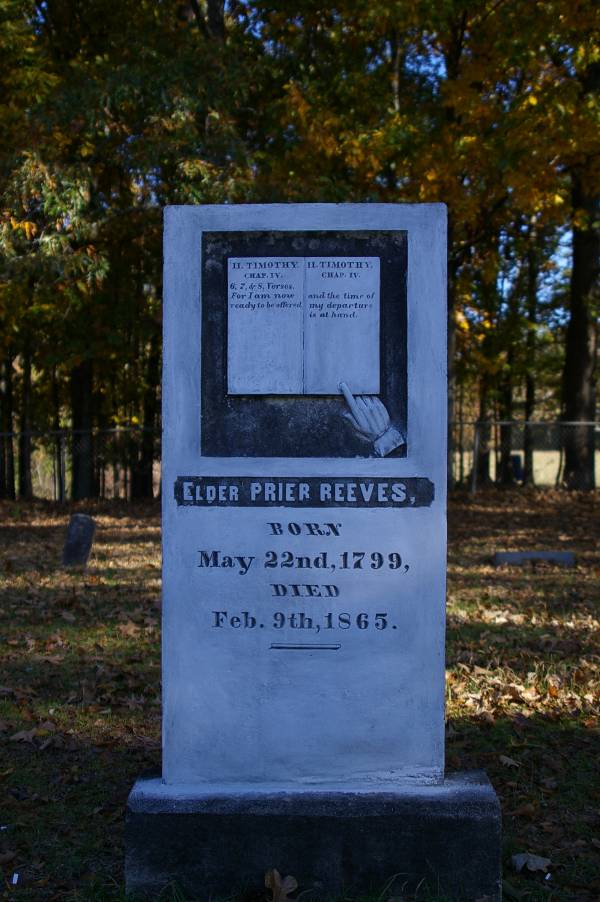 II. TIMOTHY.
CHAP. IV.
6, 7, & 8, Verses.
For I am now
ready to be offered,
II. TIMOTHY.
CHAP. IV.
and the time of
my departure
is at hand.
ELDER PRIER REEVES,
BORN
May 22nd, 1799,
DIED
Feb. 9th, 1865.